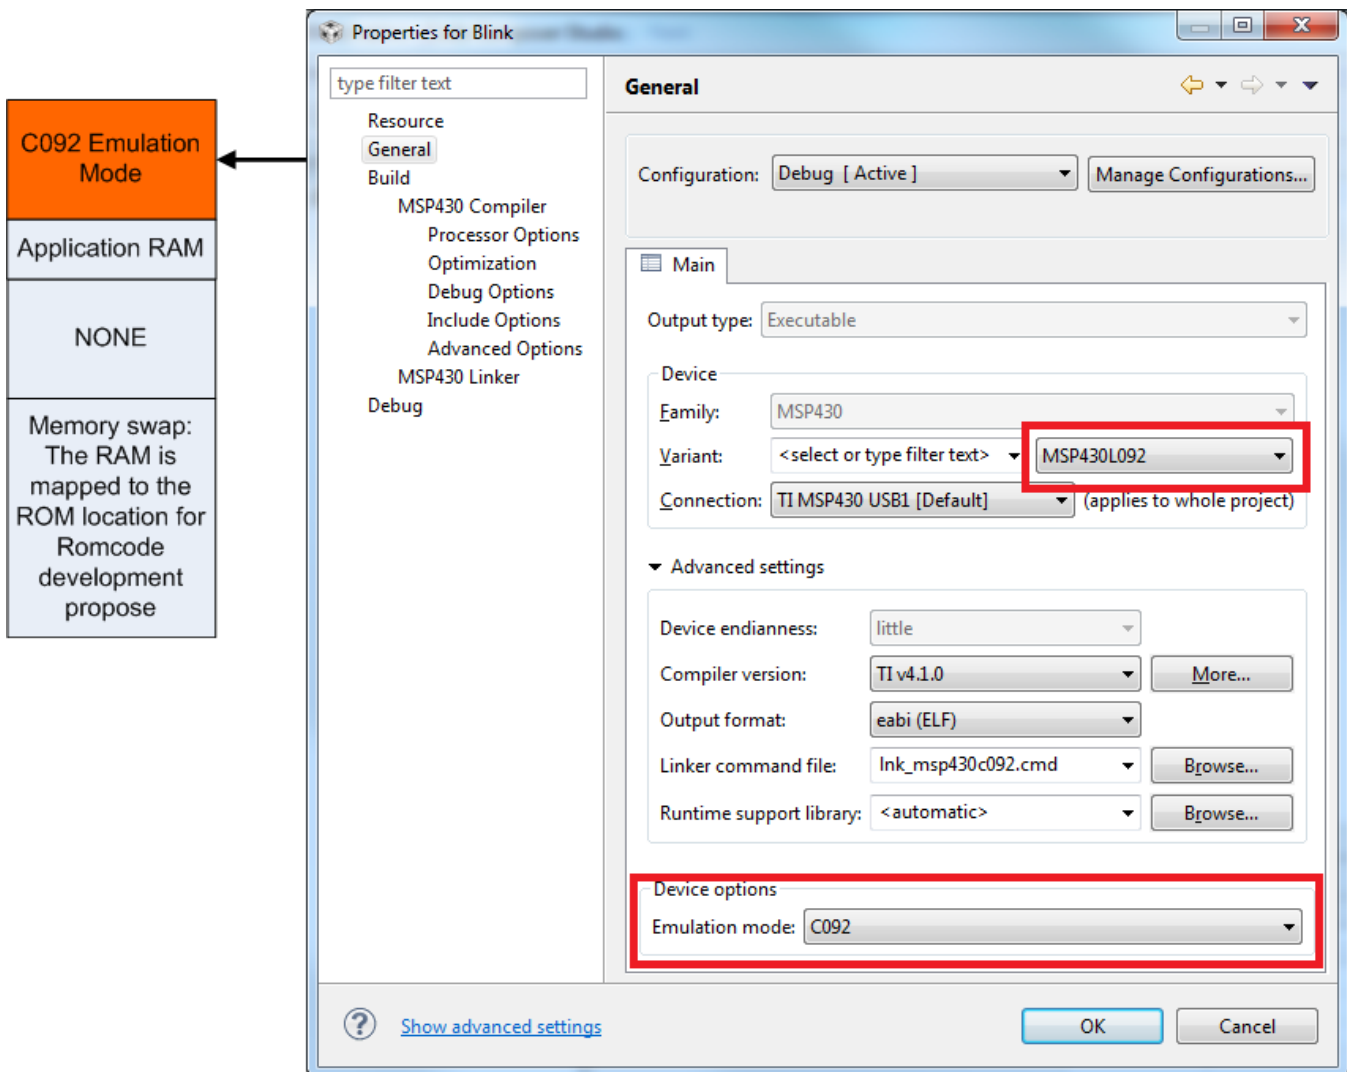 C092 Emulation
Mode
Application RAM
NONE
Memory swap:
The RAM is
mapped to the
ROM location for
Romcode
development
propose
Properties for Blink
type filter text
Resource
General
Build
MSP430 Compiler
Processor Options
Optimization
Debug Options
Include Options
Advanced Options
MSP430 Linker
Debug
General
Configuration: Debug [ Active ] Manage Configurations...
Main
Output type: Executable
Device
Family: MSP430
Variant: <select or type filter text> MSP430L092
Connection: TI MSP430 USB1 [Default] (applies to whole project)
Advanced settings
Device endianness: little
Compiler version: TI v4.1.0 More...
Output format: eabi (ELF)
Linker command file: lnk_msp430c092.cmd Browse...
Runtime support library: <automatic> Browse...
Device options
Emulation mode: C092
Show advanced settings
OK Cancel